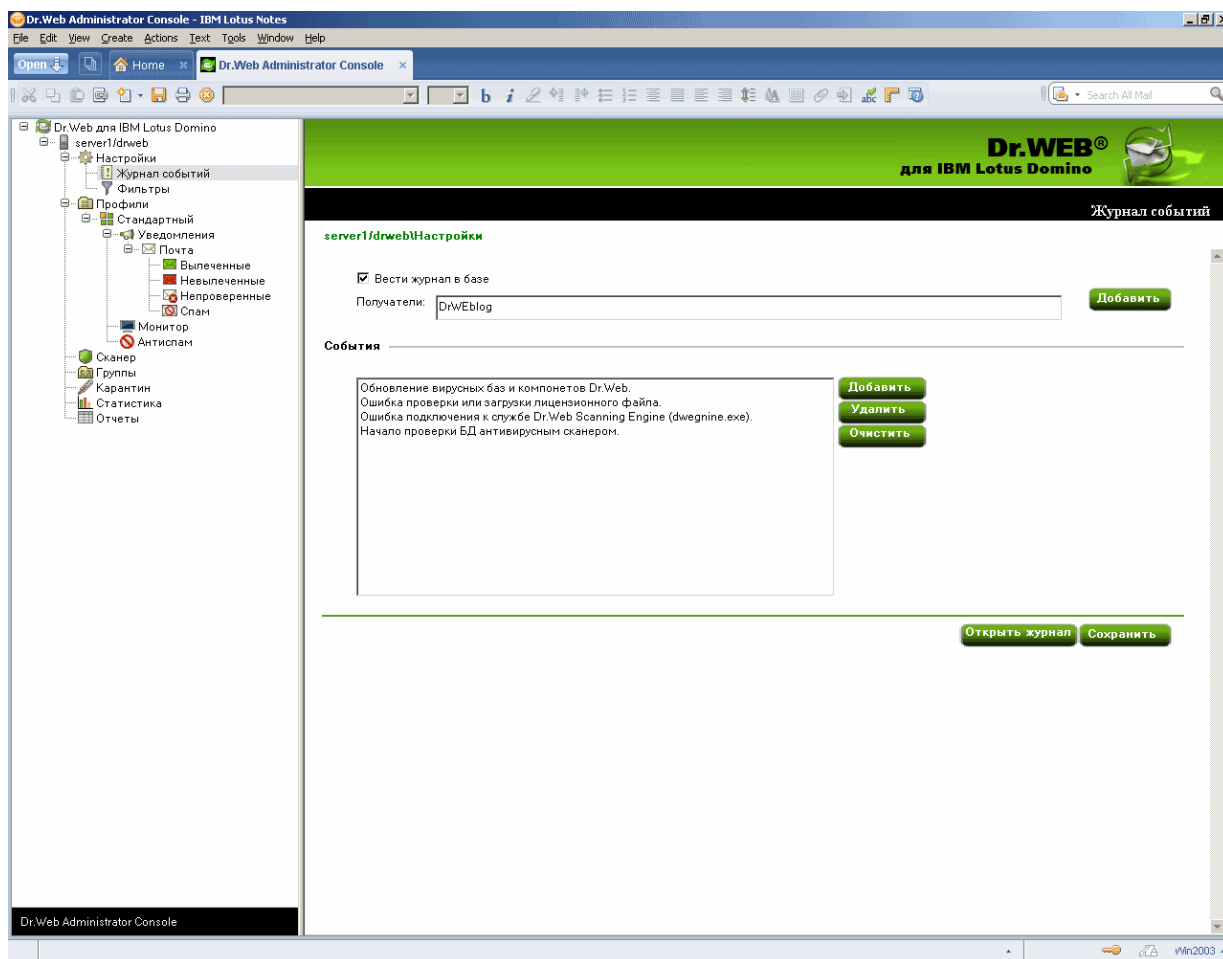 Dr.Web Administrator Console - IBM Lotus Notes
File Edit View Create Actions Text Tools Window Help
Open Home Dr.Web Administrator Console
Search All Mail
Dr.Web для IBM Lotus Domino
server1/drweb
Настройки
Журнал событий
Фильтры
Профили
Стандартный
Уведомления
Почта
Вылеченные
Невылеченные
Непроверенные
Спам
Монитор
Антиспам
Сканер
Группы
Карантин
Статистика
Отчеты
Dr.Web Administrator Console
Dr.WEB®
для IBM Lotus Domino
Журнал событий
server1/drweb\Настройки
Вести журнал в базе
Получатели: DrWEblog Добавить
События
Обновление вирусных баз и компонетов Dr.Web.
Ошибка проверки или загрузки лицензионного файла.
Ошибка подключения к службе Dr.Web Scanning Engine (dwegnine.exe).
Начало проверки БД антивирусным сканером.
Добавить
Удалить
Очистить
Открыть журнал Сохранить
Win2003